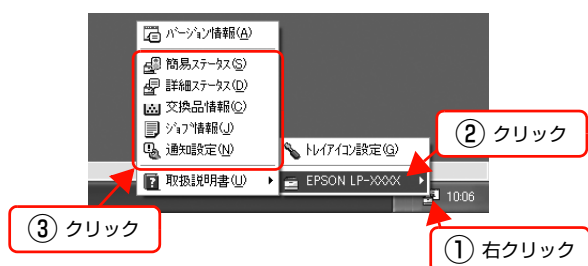 バージョン情報(A)
簡易ステータス(S)
詳細ステータス(D)
交換品情報(C)
ジョブ情報(J)
通知設定(N)
取扱説明書(U)
トレイアイコン設定(G)
EPSON LP-XXXX
10:06
② クリック
③ クリック
① 右クリック